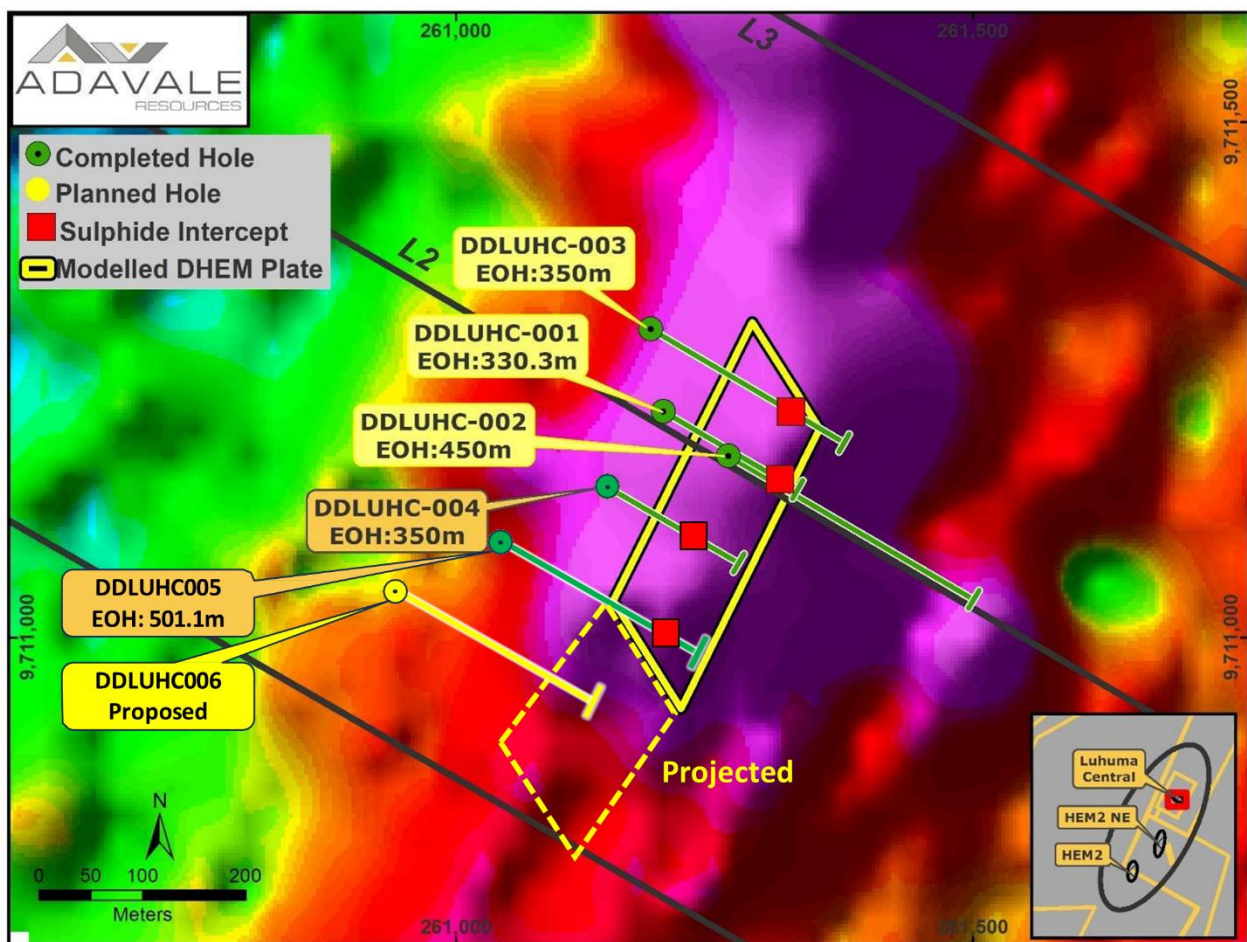 ADAVALE
RESOURCES
261,000
261,500
L3
9,711,500
Completed Hole
Planned Hole
Sulphide Intercept
Modelled DHEM Plate
L2
DDLUHC-003
EOH:350m
DDLUHC-001
EOH:330.3m
DDLUHC-002
EOH:450m
DDLUHC-004
EOH:350m
DDLUHC005
EOH: 501.1m
DDLUHC006
Proposed
9,711,000
9,711,000
Projected
N
0 50 100 200
Meters
Luhuma
Central
HEM2 NE
HEM2
261,000
261,500